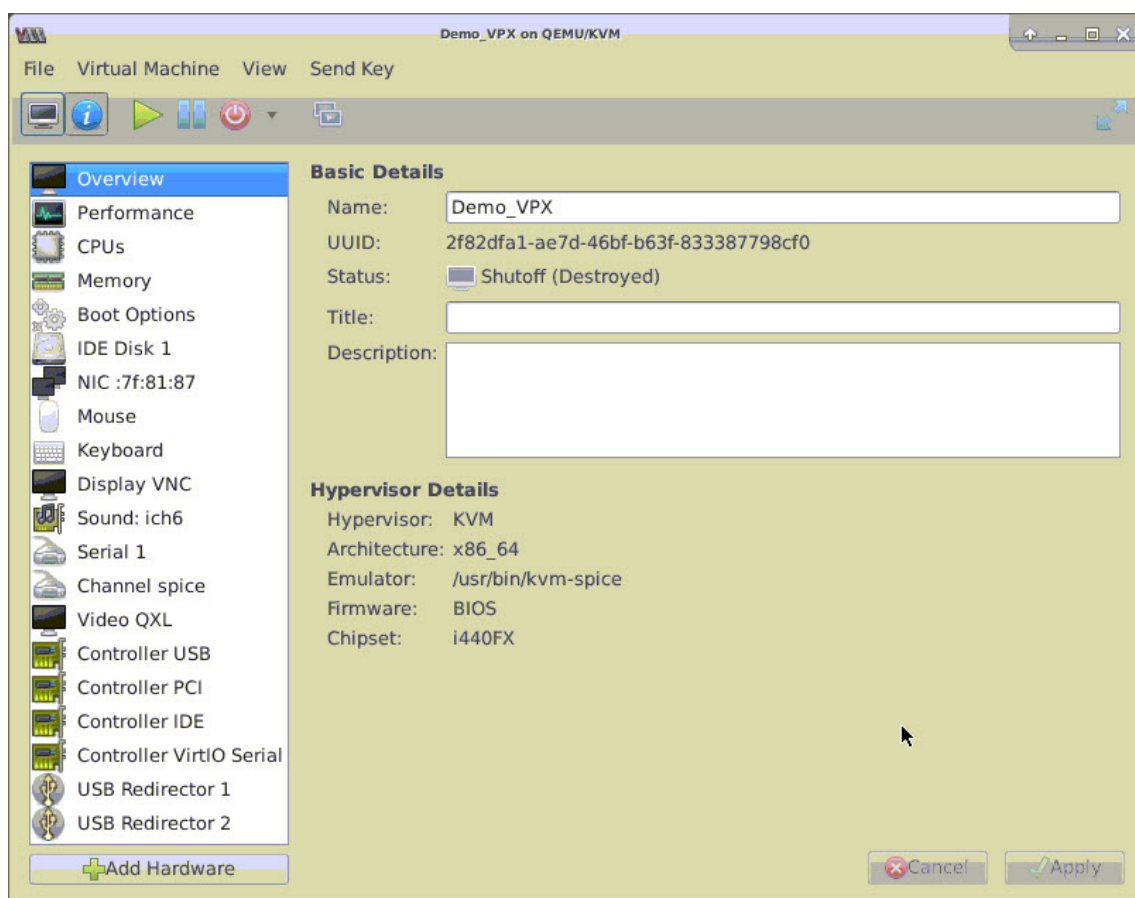 Demo_VPX on QEMU/KVM
File Virtual Machine View Send Key
Overview
Performance
CPUs
Memory
Boot Options
IDE Disk 1
NIC :7f:81:87
Mouse
Keyboard
Display VNC
Sound: ich6
Serial 1
Channel spice
Video QXL
Controller USB
Controller PCI
Controller IDE
Controller VirtIO Serial
USB Redirector 1
USB Redirector 2
Add Hardware
Basic Details
Name: Demo_VPX
UUID: 2f82dfa1-ae7d-46bf-b63f-833387798cf0
Status: Shutoff (Destroyed)
Title:
Description:
Hypervisor Details
Hypervisor: KVM
Architecture: x86_64
Emulator: /usr/bin/kvm-spice
Firmware: BIOS
Chipset: i440FX
Cancel Apply